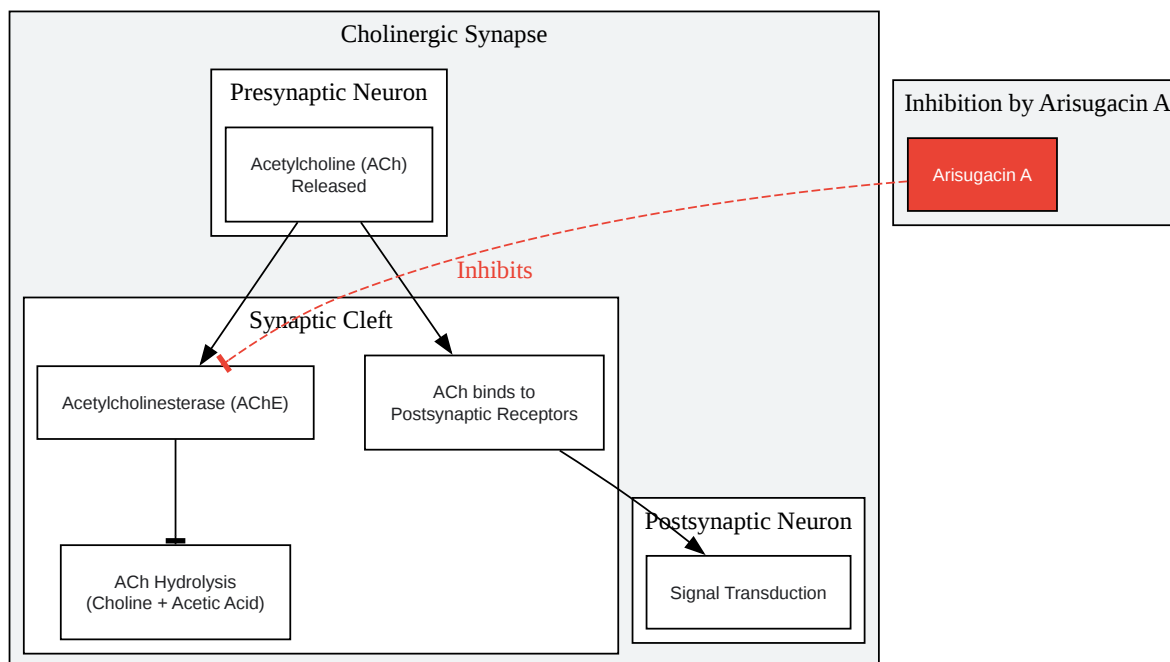 Cholinergic Synapse
Presynaptic Neuron
Acetylcholine (ACh)
Released
Inhibition by Arisugacin A
Arisugacin A
Inhibits
Synaptic Cleft
Acetylcholinesterase (AChE)
ACh binds to
Postsynaptic Receptors
ACh Hydrolysis
(Choline + Acetic Acid)
Postsynaptic Neuron
Signal Transduction